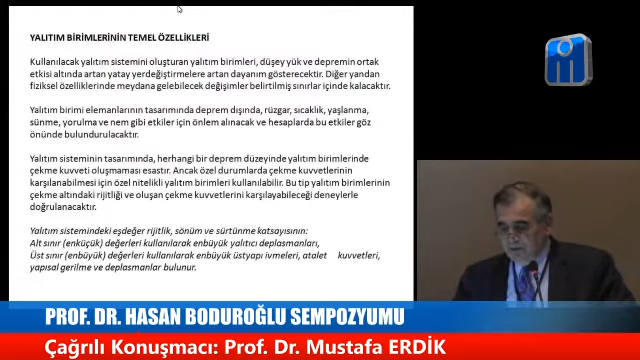 YALITIM BİRİMLERİNİN TEMEL ÖZELLİKLERİ
Kullanılacak yalıtım sistemini oluşturan yalıtım birimleri, düşey yük ve depremin ortak
etkisi altında artan yatay yerdeğiştirmelere artan dayanım gösterecektir. Diğer yandan
fiziksel özelliklerinde meydana gelebilecek değişimler belirtilmiş sınırlar içinde kalacaktır.
Yalıtım birimi elemanlarının tasarımında deprem dışında, rüzgar, sıcaklık, yaşlanma,
sünme, yorulma ve nem gibi etkiler için önlem alınacak ve hesaplarda bu etkiler göz
önünde bulundurulacaktır.
Yalıtım sisteminin tasarımında, herhangi bir deprem düzeyinde yalıtım birimlerinde
çekme kuvveti oluşmaması esastır. Ancak özel durumlarda çekme kuvvetlerinin
karşılanabilmesi için özel nitelikli yalıtım birimleri kullanılabilir. Bu tip yalıtım birimlerinin
çekme altındaki rijitliği ve oluşan çekme kuvvetlerini karşılayabileceği deneylerle
doğrulanacaktır.
Yalıtım sistemindeki eşdeğer rijitlik, sönüm ve sürtünme katsayısının:
Alt sınır (enküçük) değerleri kullanılarak enbüyük yalıtıcı deplasmanları,
Üst sınır (enbüyük) değerleri kullanılarak enbüyük üstyapı ivmeleri, atalet kuvvetleri,
yapısal gerilme ve deplasmanlar bulunur.
PROF. DR. HASAN BODUROĞLU SEMPOZYUMU
Çağrılı Konuşmacı: Prof. Dr. Mustafa ERDİK